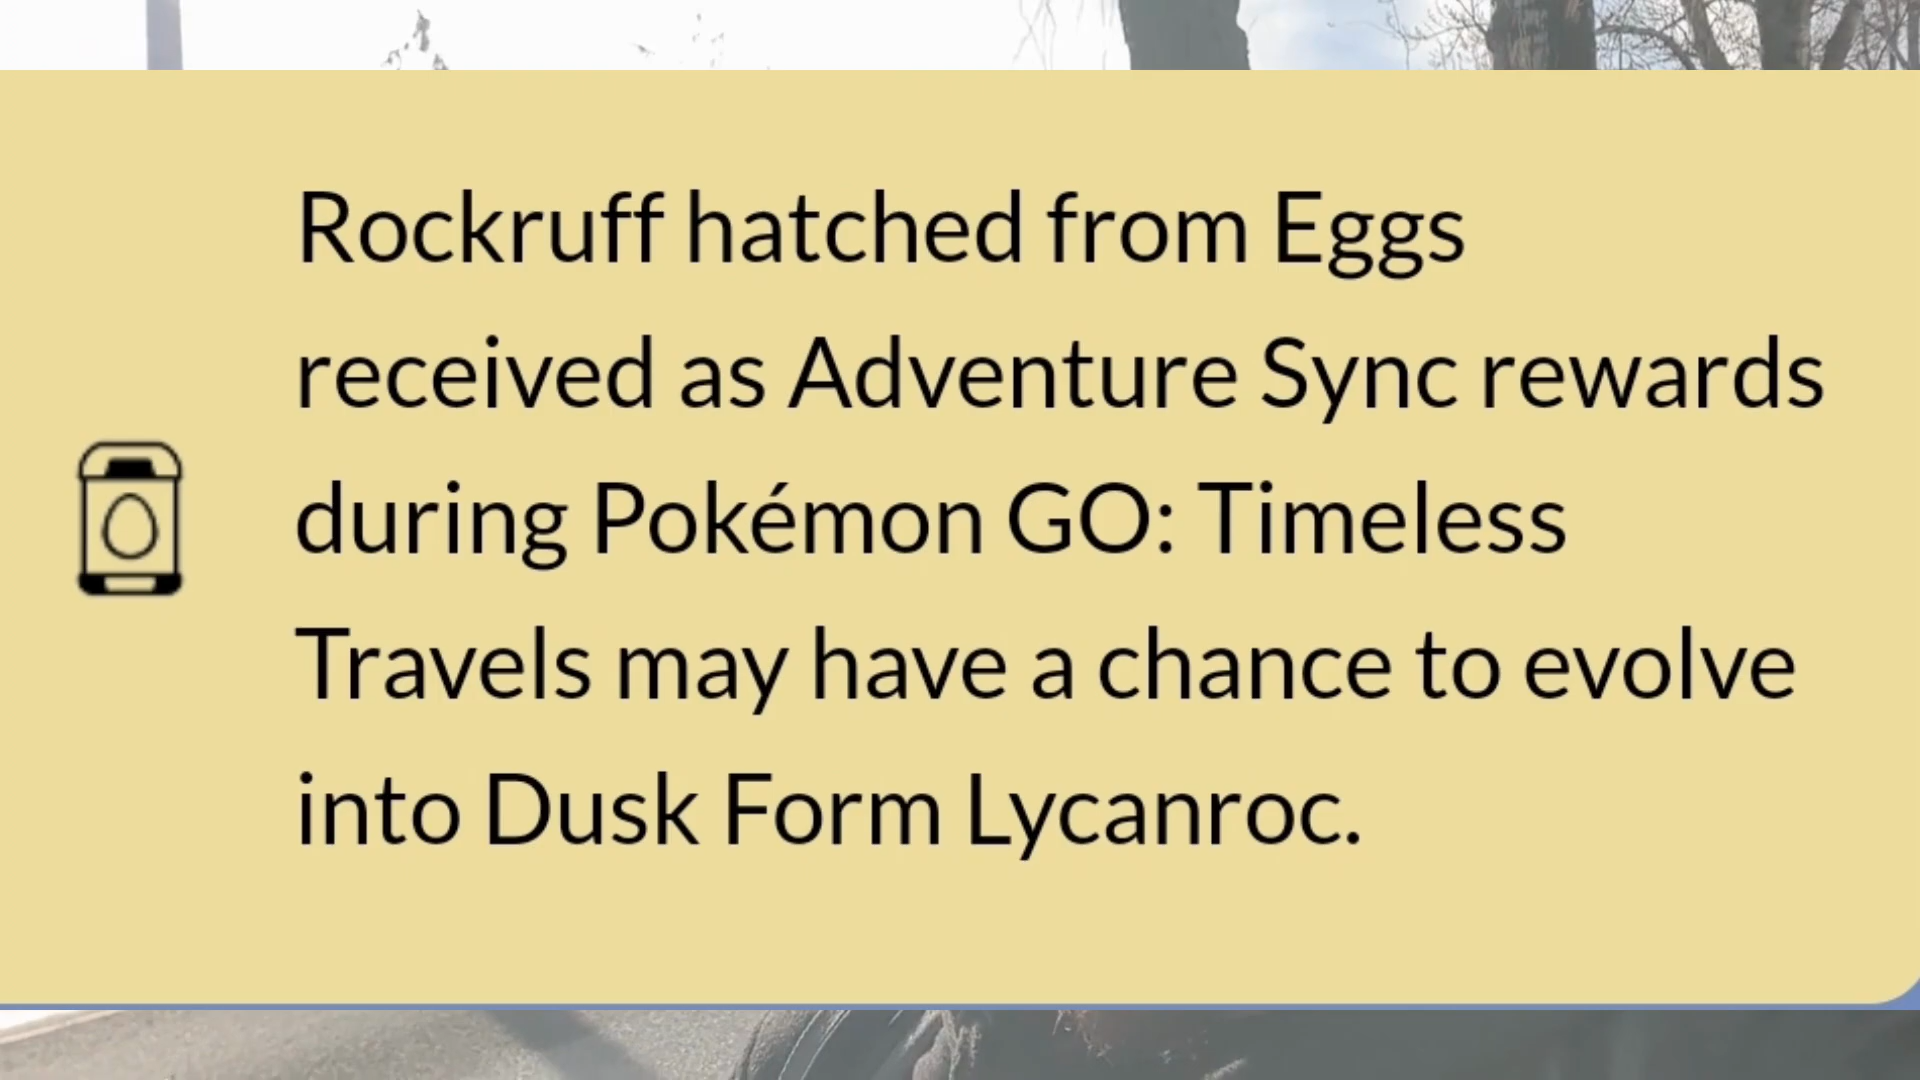 Rockruff hatched from Eggs
received as Adventure Sync rewards
during Pokémon GO: Timeless
Travels may have a chance to evolve
into Dusk Form Lycanroc.